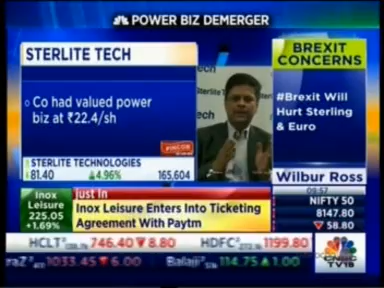 POWER BIZ DEMERGER
STERLITE TECH
Co had valued power
biz at ₹22.4/sh
STERLITE TECHNOLOGIES
81.40 4.96% 165,604
BREXIT
CONCERNS
#Brexit Will
Hurt Sterling
& Euro
Wilbur Ross
09:57
NIFTY 50
8147.80
58.80
Inox
Leisure
225.05
+1.69%
Just In
Inox Leisure Enters Into Ticketing
Agreement With Paytm
HCLT 746.40 8.80 HDFC 1199.80
1033.45 6.00 Balaji 114.75 1.00
CNBC
TV18